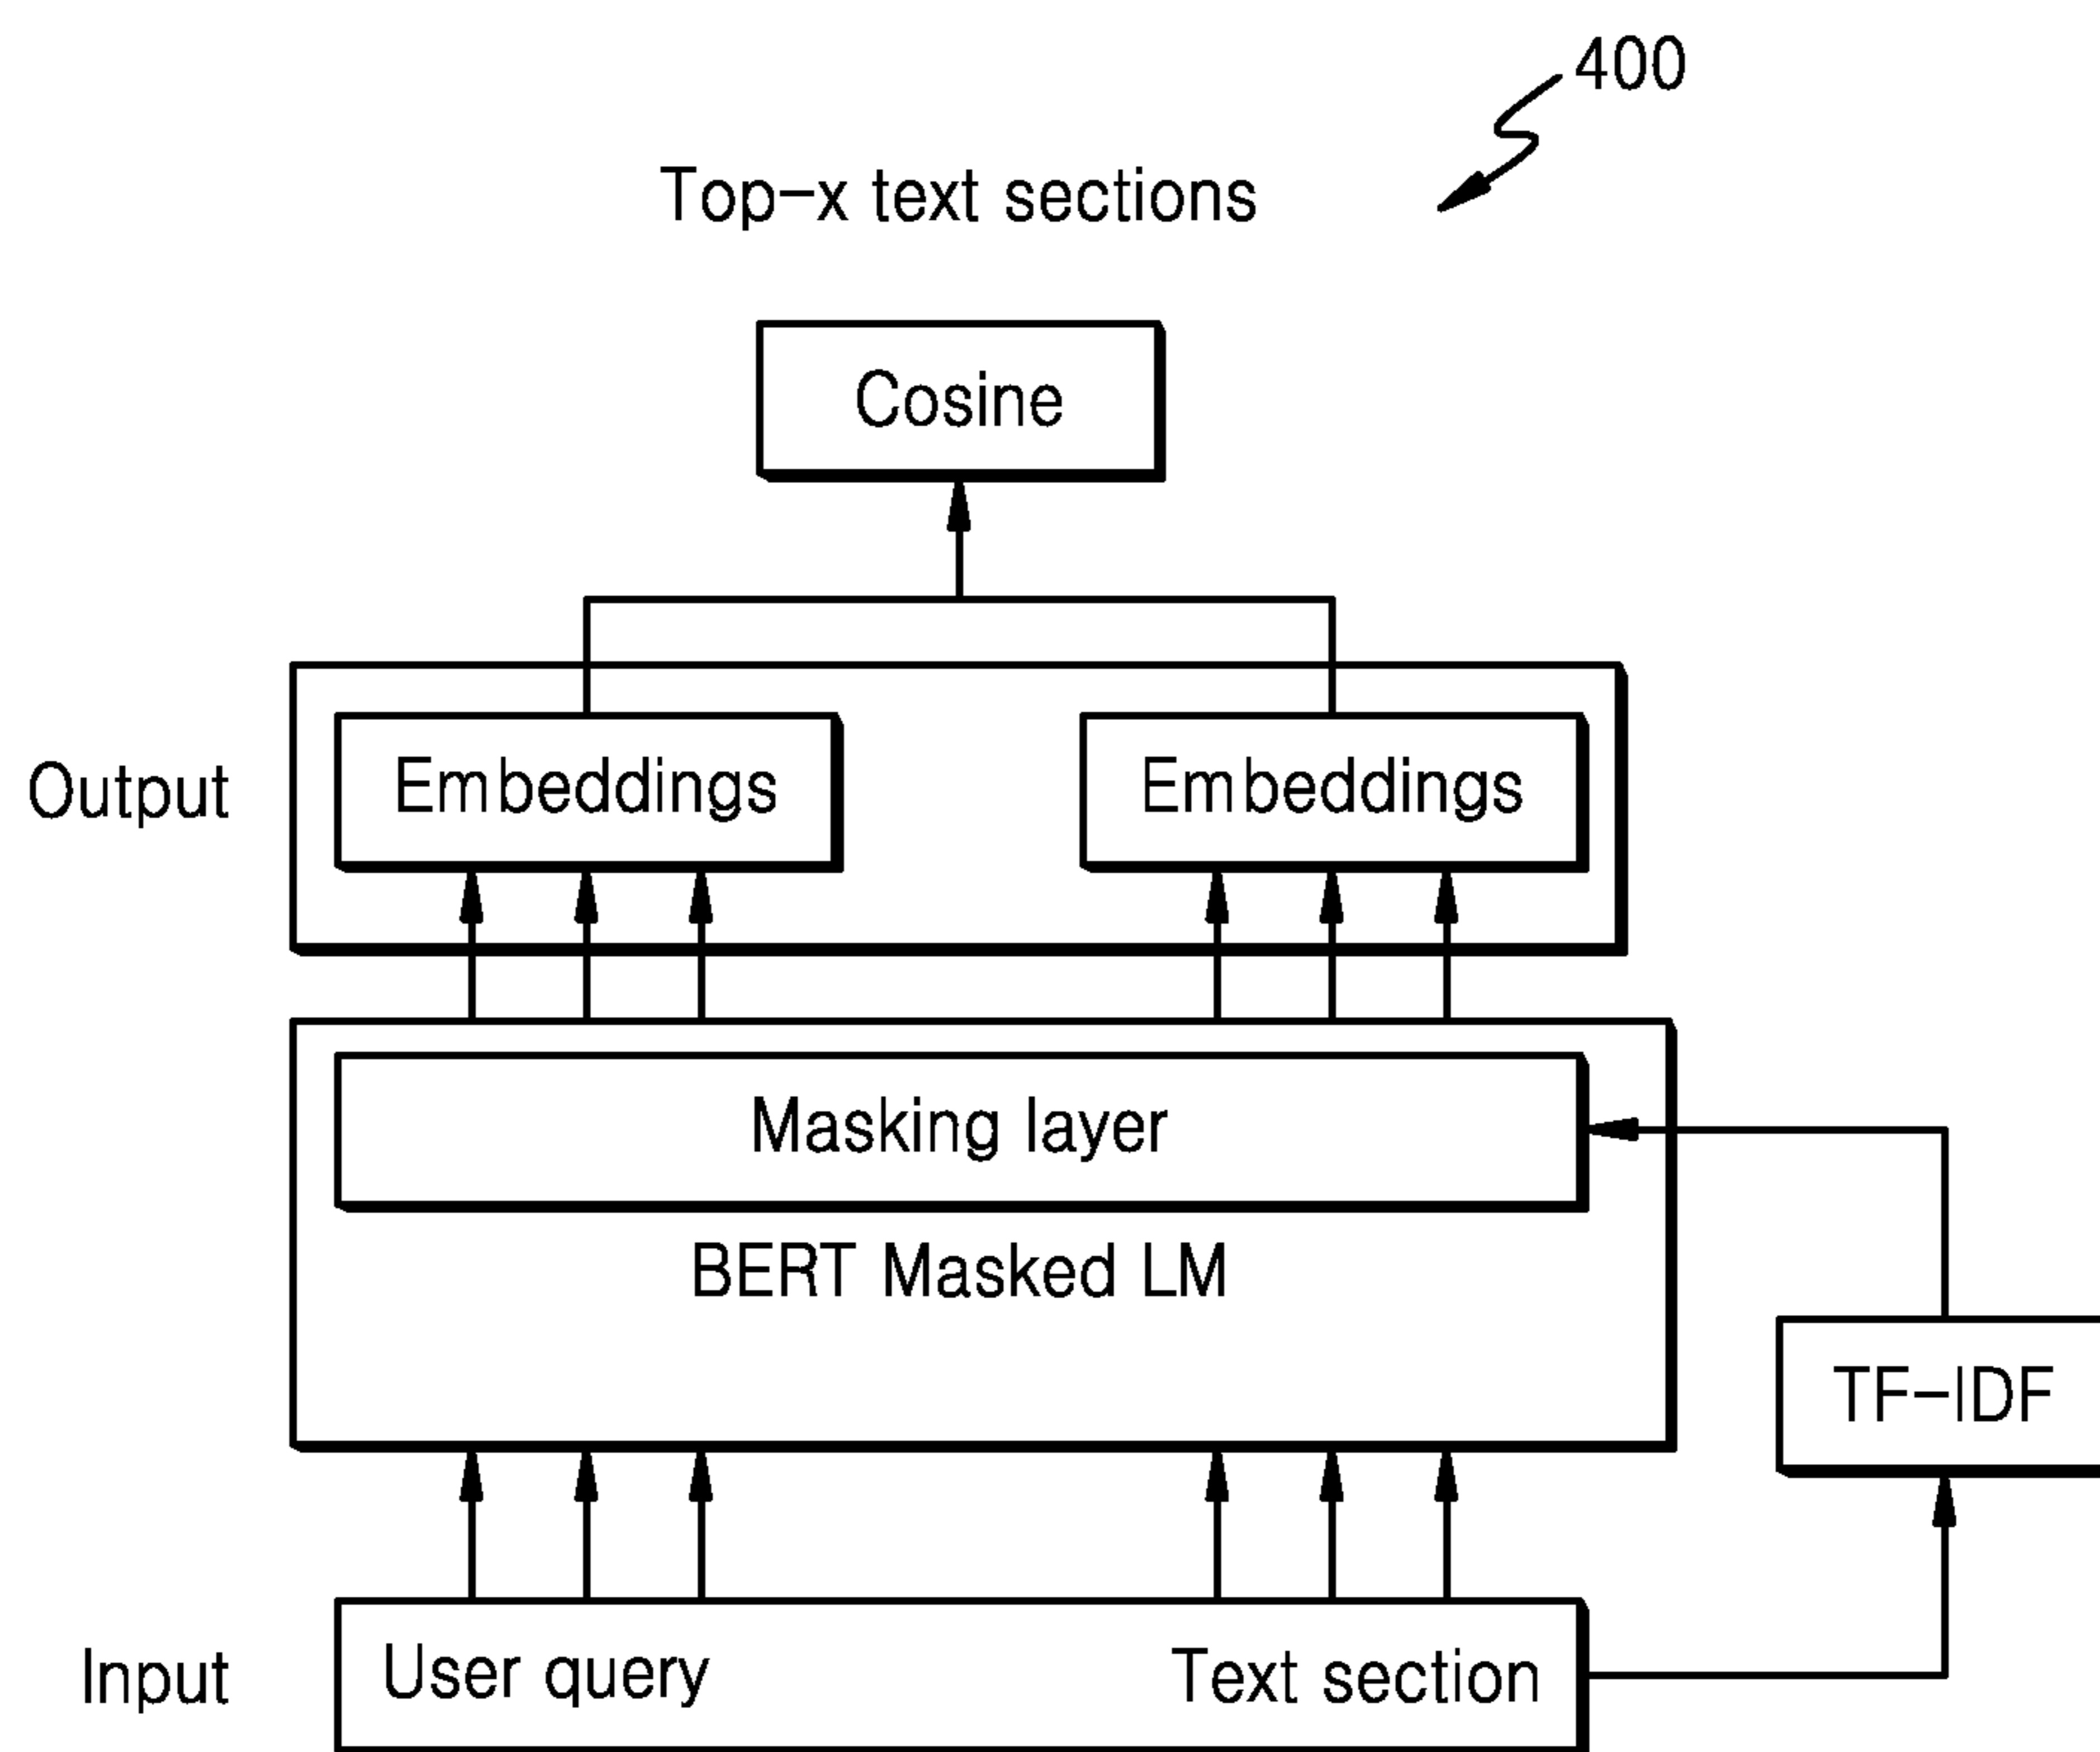 400
Top-x text sections
Cosine
Output
Embeddings
Embeddings
Masking layer
BERT Masked LM
TF-IDF
Input
User query
Text section